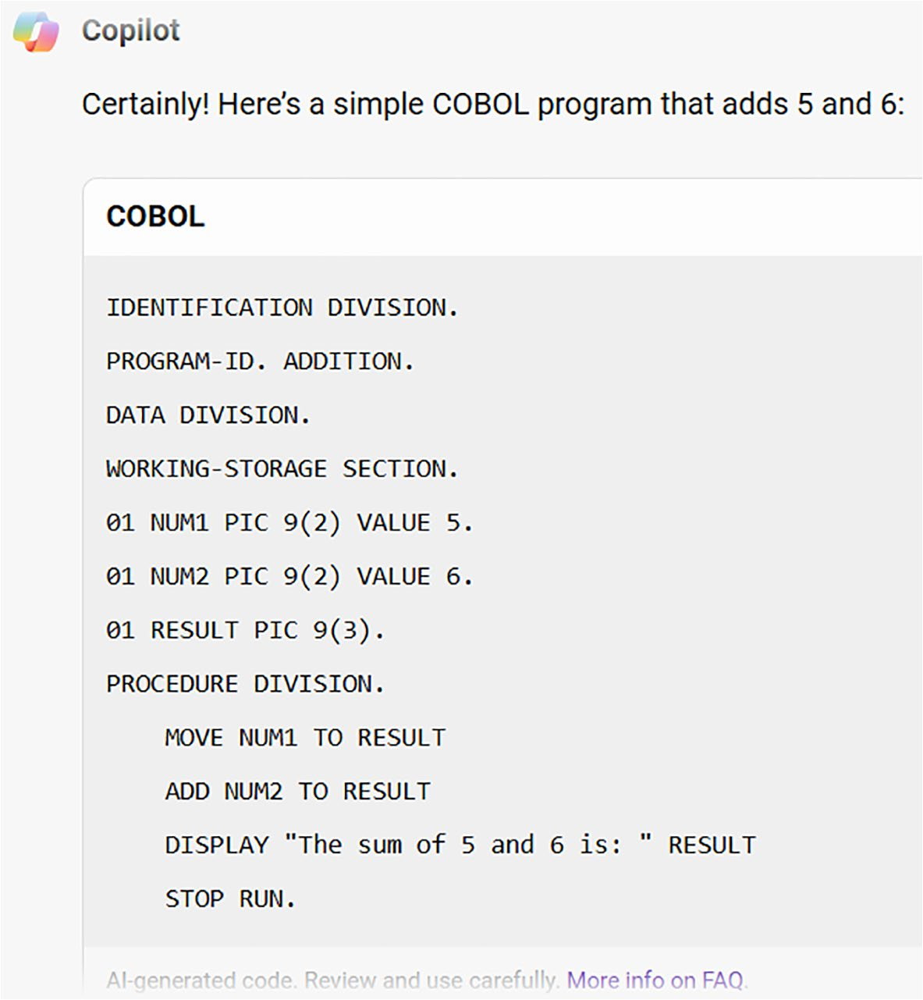 Copilot
Certainly! Here’s a simple COBOL program that adds 5 and 6:
COBOL
IDENTIFICATION DIVISION.
PROGRAM-ID. ADDITION.
DATA DIVISION.
WORKING-STORAGE SECTION.
01 NUM1 PIC 9(2) VALUE 5.
01 NUM2 PIC 9(2) VALUE 6.
01 RESULT PIC 9(3).
PROCEDURE DIVISION.
    MOVE NUM1 TO RESULT
    ADD NUM2 TO RESULT
    DISPLAY "The sum of 5 and 6 is: " RESULT
    STOP RUN.
AI-generated code. Review and use carefully. More info on FAQ.